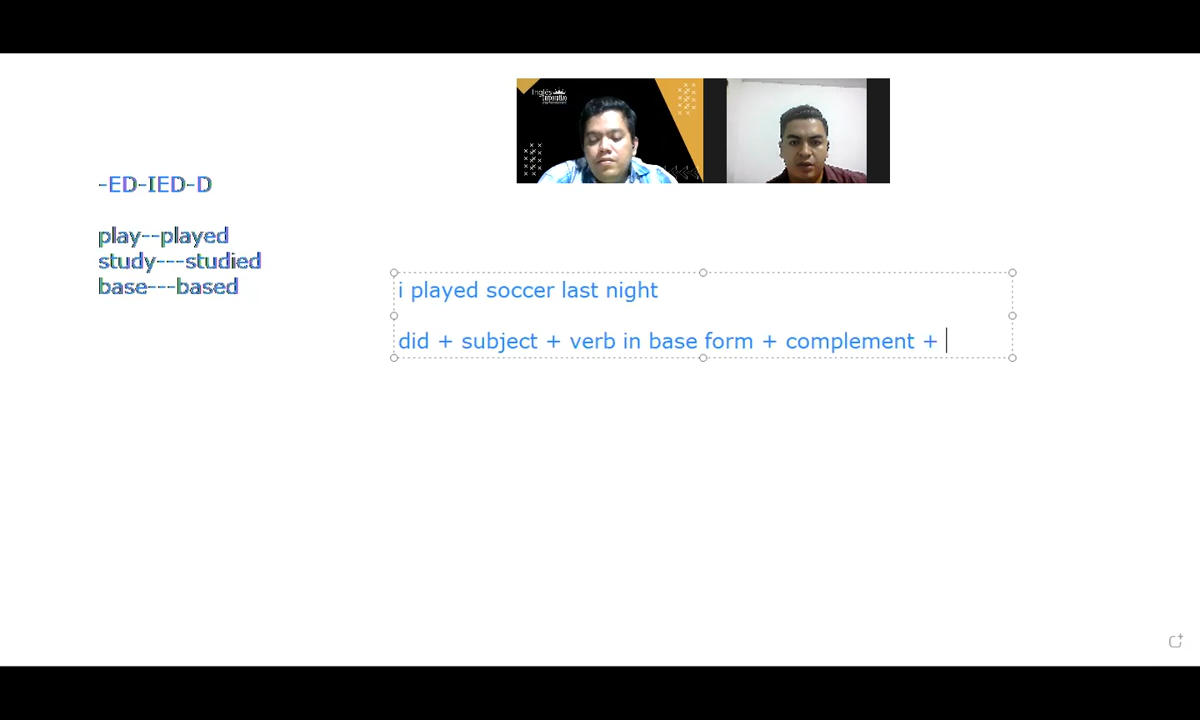 Inglés
-ED-IED-D
play--played
study---studied
base---based
i played soccer last night
did + subject + verb in base form + complement +